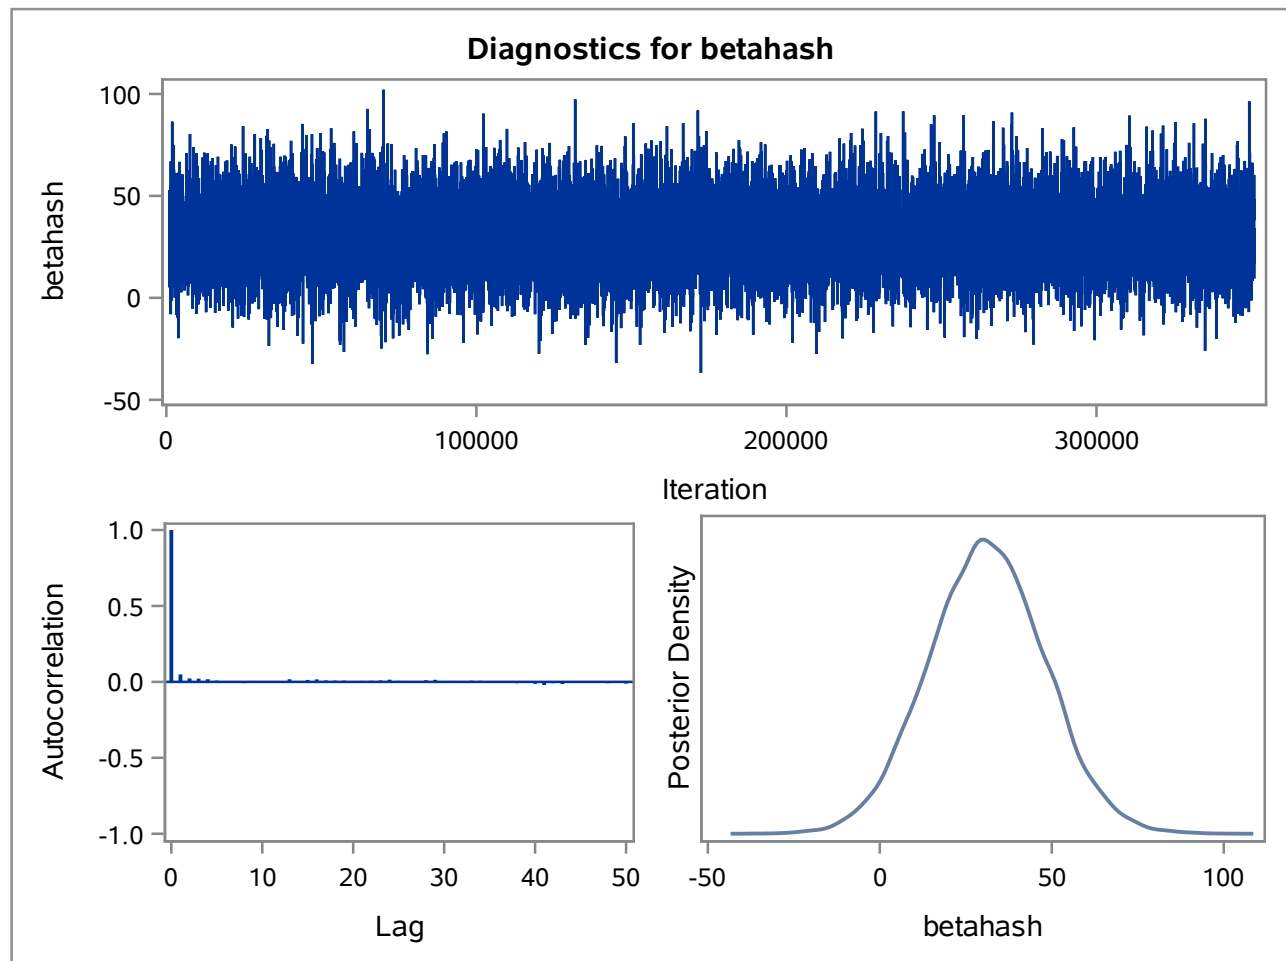 Diagnostics for betahash
100
50
0
-50
betahash
0 100000 200000 300000
Iteration
1.0
0.5
0.0
-0.5
-1.0
Autocorrelation
0 10 20 30 40 50
Lag
Posterior Density
-50 0 50 100
betahash